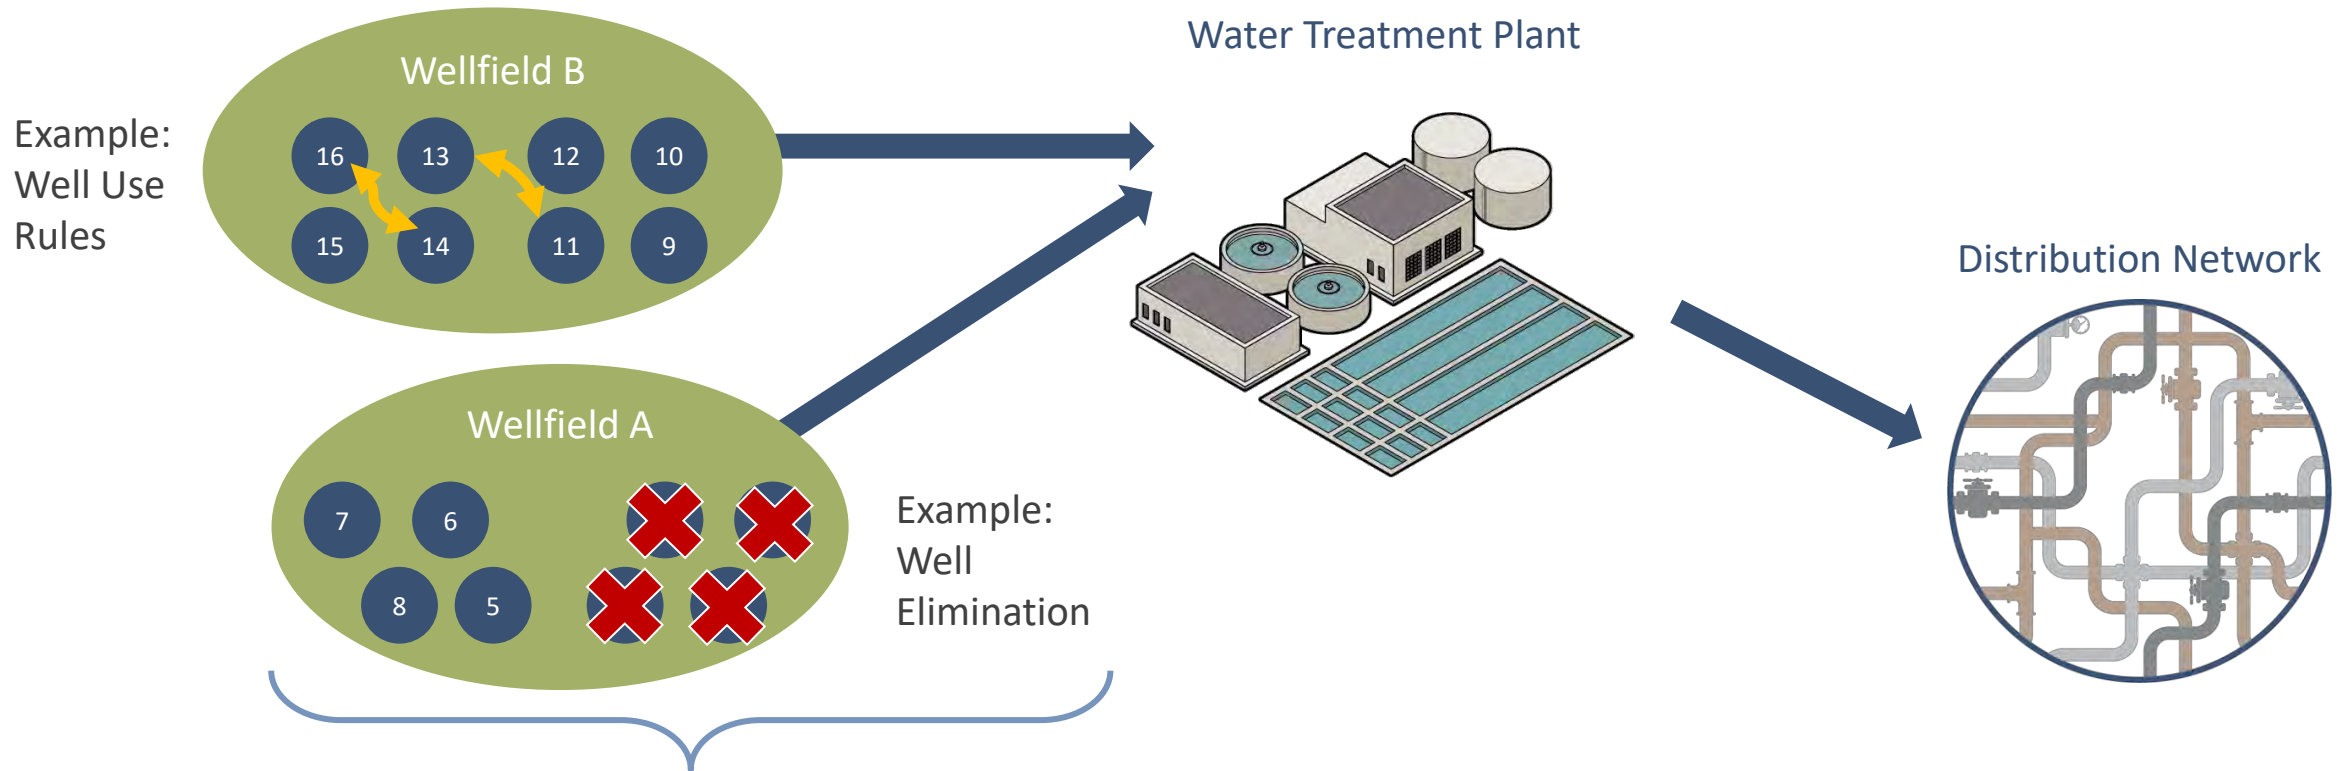 Water Treatment Plant
Wellfield B
Example:
Well Use
Rules
16 13 12 10
15 14 11 9
Distribution Network
Wellfield A
7 6
8 5
Example:
Well
Elimination